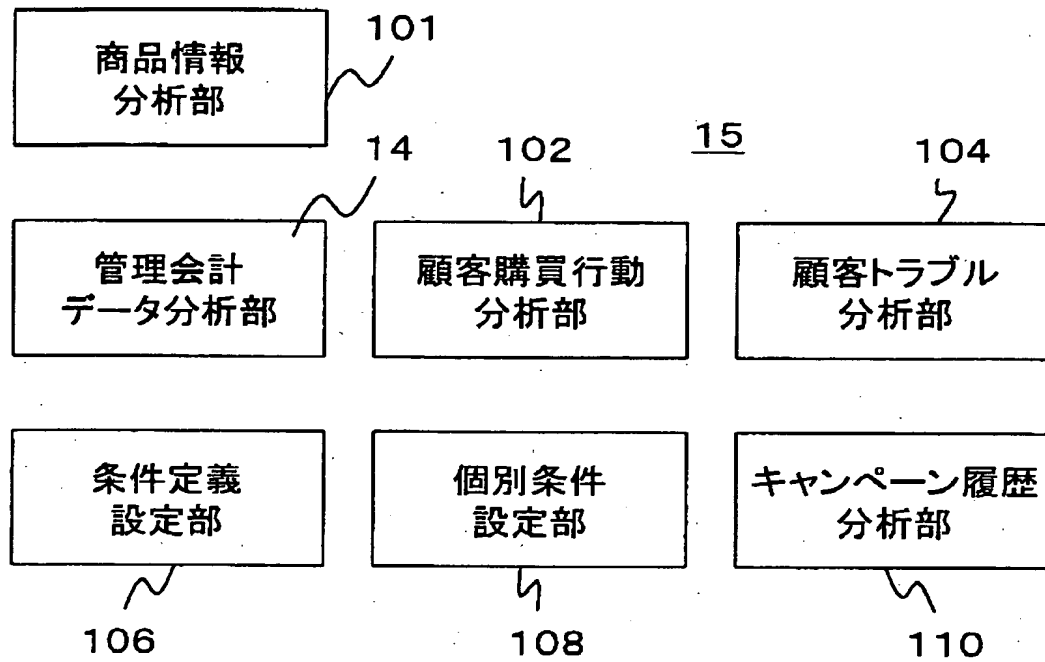 商品情報
分析部
101
14
102
15
104
管理会計
データ分析部
顧客購買行動
分析部
顧客トラブル
分析部
条件定義
設定部
個別条件
設定部
キャンペーン履歴
分析部
106
108
110